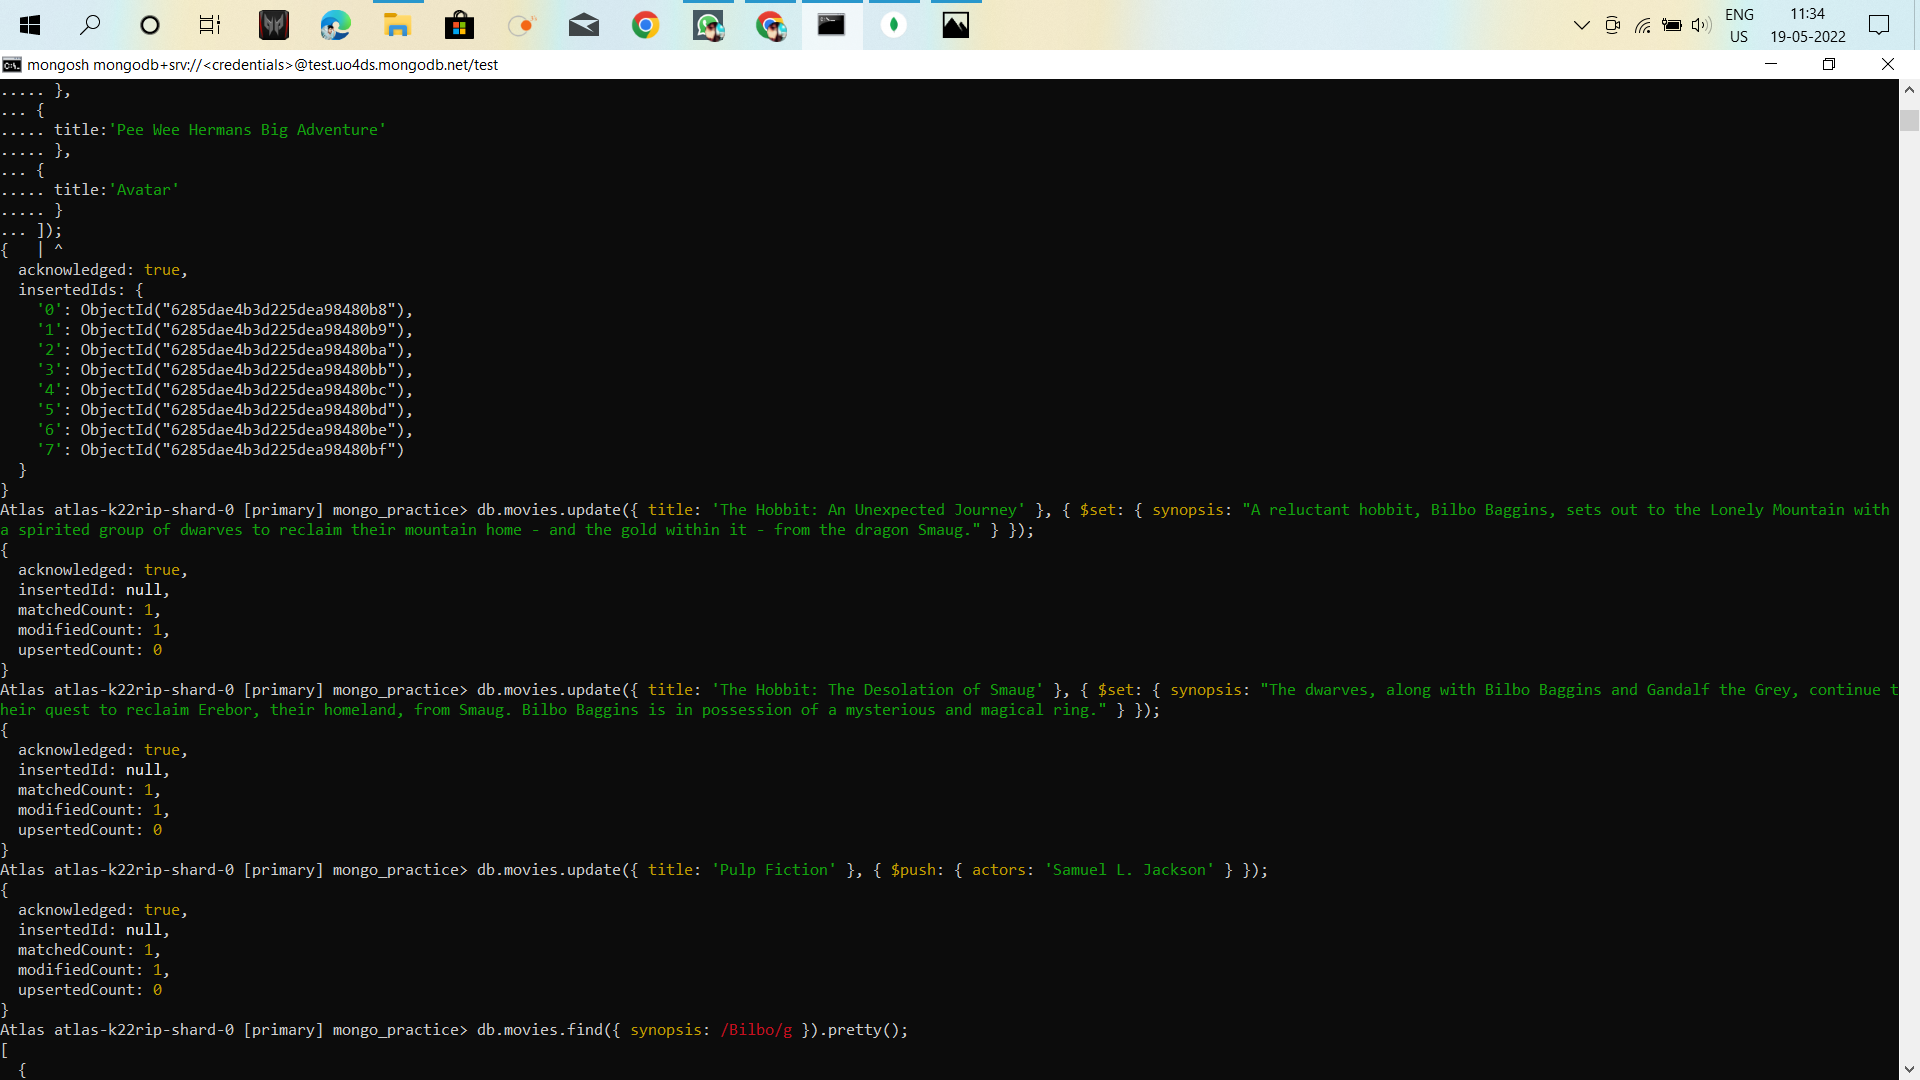 ENG
US
11:34
19-05-2022
mongosh mongodb+srv://<credentials>@test.uo4ds.mongodb.net/test
..... },
... {
..... title:'Pee Wee Hermans Big Adventure'
..... },
... {
..... title:'Avatar'
..... }
... ]);
{   | ^
  acknowledged: true,
  insertedIds: {
    '0': ObjectId("6285dae4b3d225dea98480b8"),
    '1': ObjectId("6285dae4b3d225dea98480b9"),
    '2': ObjectId("6285dae4b3d225dea98480ba"),
    '3': ObjectId("6285dae4b3d225dea98480bb"),
    '4': ObjectId("6285dae4b3d225dea98480bc"),
    '5': ObjectId("6285dae4b3d225dea98480bd"),
    '6': ObjectId("6285dae4b3d225dea98480be"),
    '7': ObjectId("6285dae4b3d225dea98480bf")
  }
}
Atlas atlas-k22rip-shard-0 [primary] mongo_practice> db.movies.update({ title: 'The Hobbit: An Unexpected Journey' }, { $set: { synopsis: "A reluctant hobbit, Bilbo Baggins, sets out to the Lonely Mountain with
a spirited group of dwarves to reclaim their mountain home - and the gold within it - from the dragon Smaug." } });
{
  acknowledged: true,
  insertedId: null,
  matchedCount: 1,
  modifiedCount: 1,
  upsertedCount: 0
}
Atlas atlas-k22rip-shard-0 [primary] mongo_practice> db.movies.update({ title: 'The Hobbit: The Desolation of Smaug' }, { $set: { synopsis: "The dwarves, along with Bilbo Baggins and Gandalf the Grey, continue t
heir quest to reclaim Erebor, their homeland, from Smaug. Bilbo Baggins is in possession of a mysterious and magical ring." } });
{
  acknowledged: true,
  insertedId: null,
  matchedCount: 1,
  modifiedCount: 1,
  upsertedCount: 0
}
Atlas atlas-k22rip-shard-0 [primary] mongo_practice> db.movies.update({ title: 'Pulp Fiction' }, { $push: { actors: 'Samuel L. Jackson' } });
{
  acknowledged: true,
  insertedId: null,
  matchedCount: 1,
  modifiedCount: 1,
  upsertedCount: 0
}
Atlas atlas-k22rip-shard-0 [primary] mongo_practice> db.movies.find({ synopsis: /Bilbo/g }).pretty();
[
  {